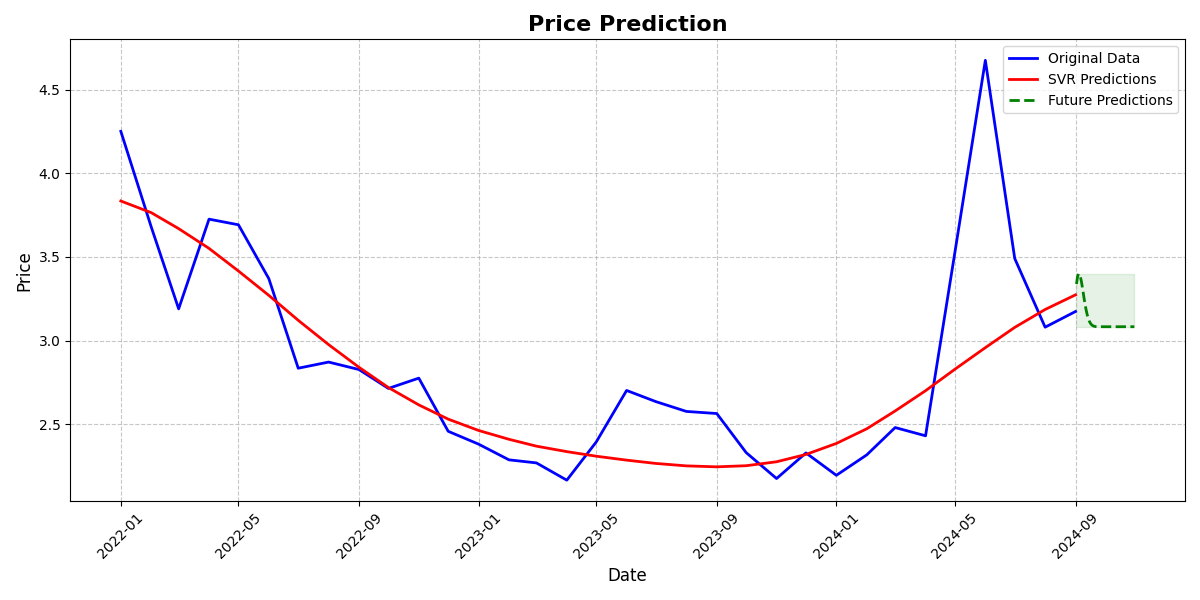 Price Prediction
Original Data
SVR Predictions
Future Predictions
Price
4.5
4.0
3.5
3.0
2.5
2022-01
2022-05
2022-09
2023-01
2023-05
2023-09
2024-01
2024-05
2024-09
Date